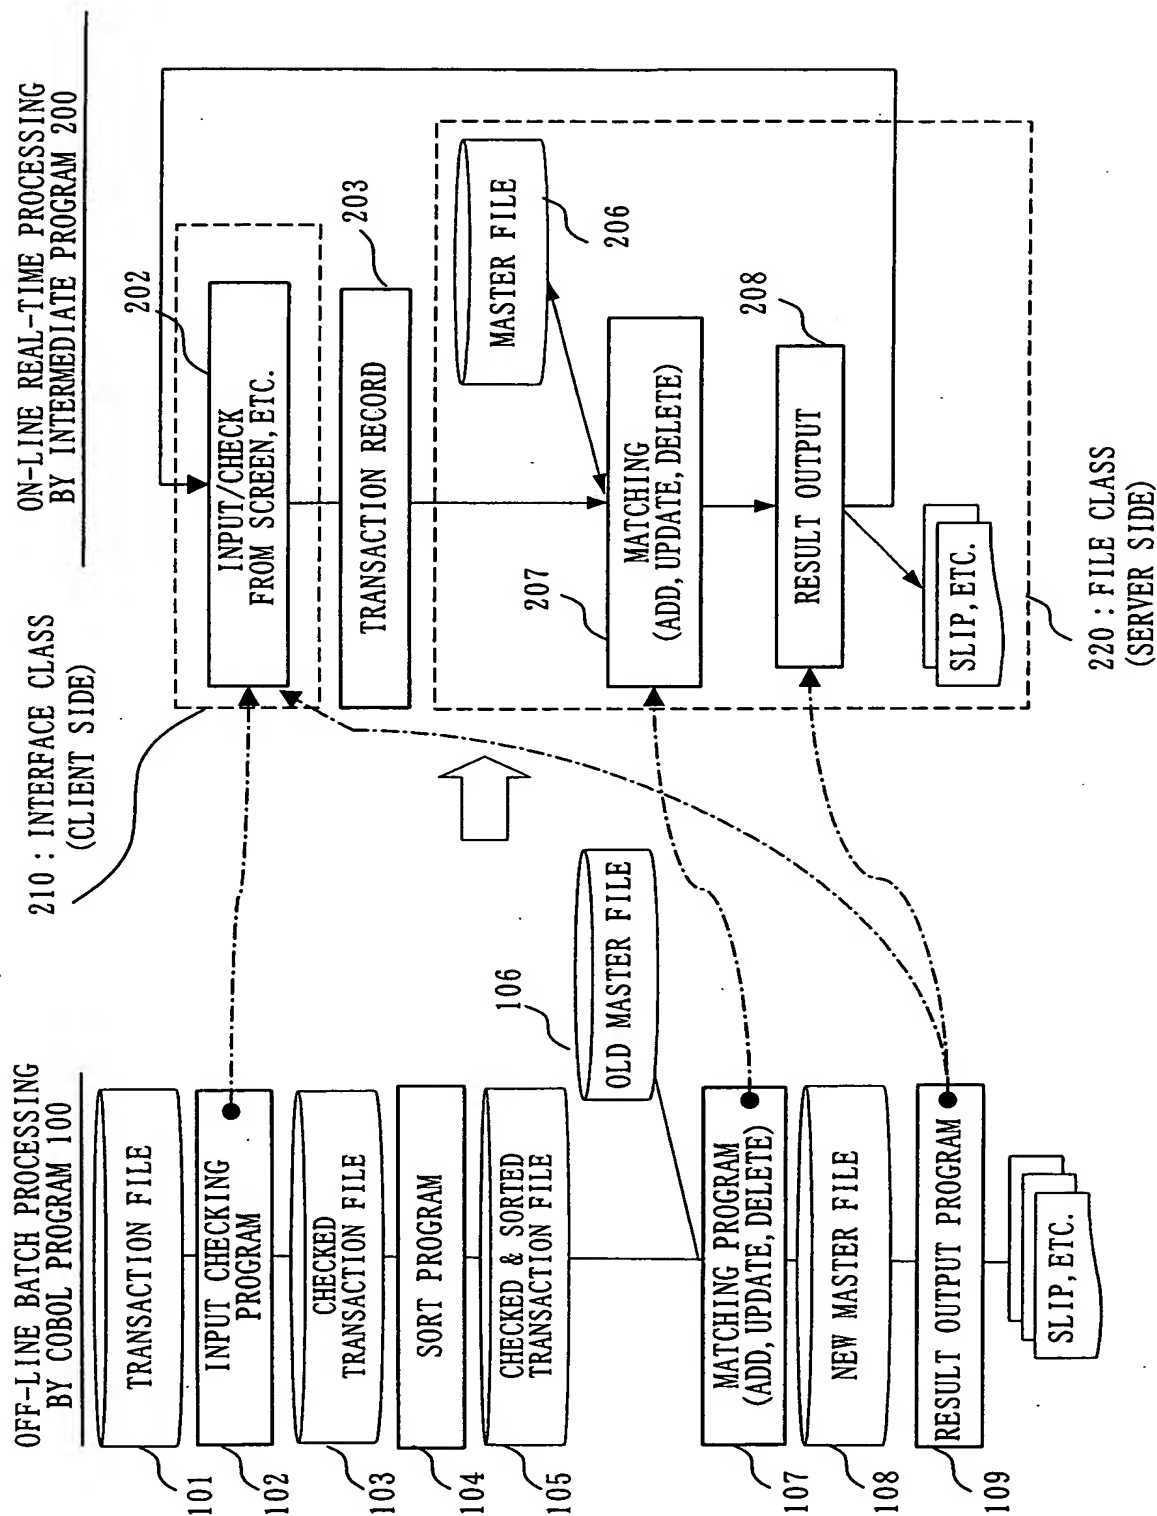 OFF-LINE BATCH PROCESSING
BY COBOL PROGRAM 100
101
TRANSACTION FILE
102
INPUT CHECKING
PROGRAM
103
CHECKED
TRANSACTION FILE
104
SORT PROGRAM
105
CHECKED & SORTED
TRANSACTION FILE
106
OLD MASTER FILE
107
MATCHING PROGRAM
(ADD, UPDATE, DELETE)
108
NEW MASTER FILE
109
RESULT OUTPUT PROGRAM
SLIP, ETC.
ON-LINE REAL-TIME PROCESSING
BY INTERMEDIATE PROGRAM 200
210 : INTERFACE CLASS
(CLIENT SIDE)
202
INPUT/CHECK
FROM SCREEN, ETC.
203
TRANSACTION RECORD
MASTER FILE
206
207
MATCHING
(ADD, UPDATE, DELETE)
208
RESULT OUTPUT
SLIP, ETC.
220 : FILE CLASS
(SERVER SIDE)